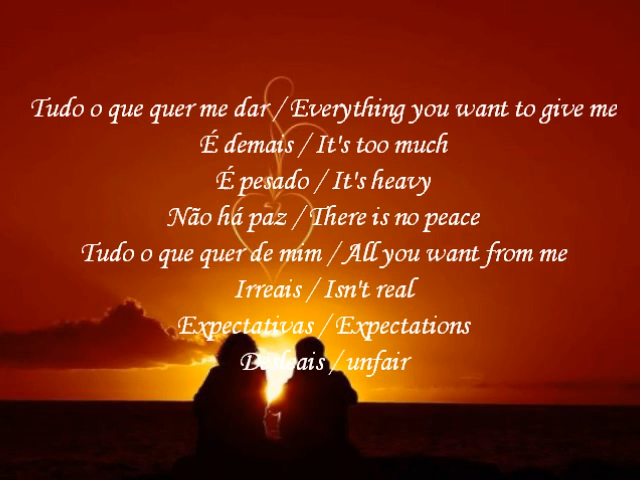 Tudo o que quer me dar / Everything you want to give me
É demais / It's too much
É pesado / It's heavy
Não há paz / There is no peace
Tudo o que quer de mim / All you want from me
Irreais / Isn't real
Expectativas / Expectations
Desleais / unfair